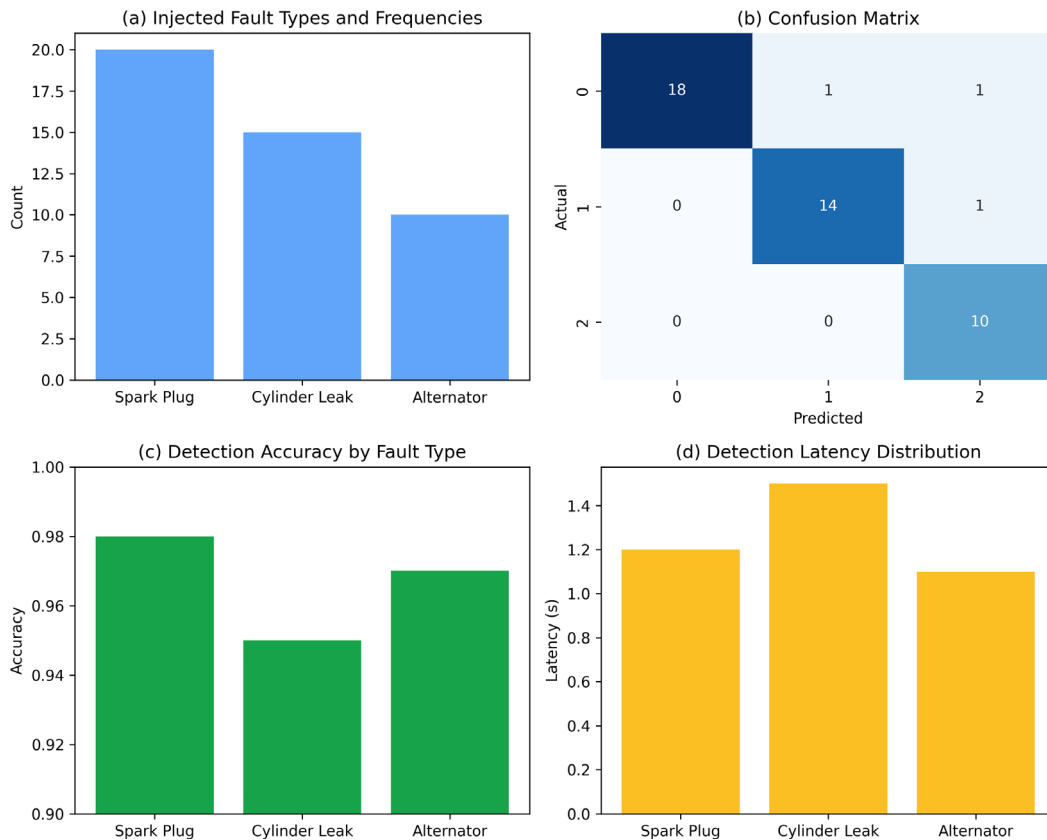 (a) Injected Fault Types and Frequencies
20.0
17.5
15.0
12.5
10.0
7.5
5.0
2.5
0.0
Count
Spark Plug Cylinder Leak Alternator
(b) Confusion Matrix
0
1
2
Actual
18 1 1
0 14 1
0 0 10
0 1 2
Predicted
(c) Detection Accuracy by Fault Type
1.00
0.98
0.96
0.94
0.92
0.90
Accuracy
Spark Plug Cylinder Leak Alternator
(d) Detection Latency Distribution
1.4
1.2
1.0
0.8
0.6
0.4
0.2
0.0
Latency (s)
Spark Plug Cylinder Leak Alternator